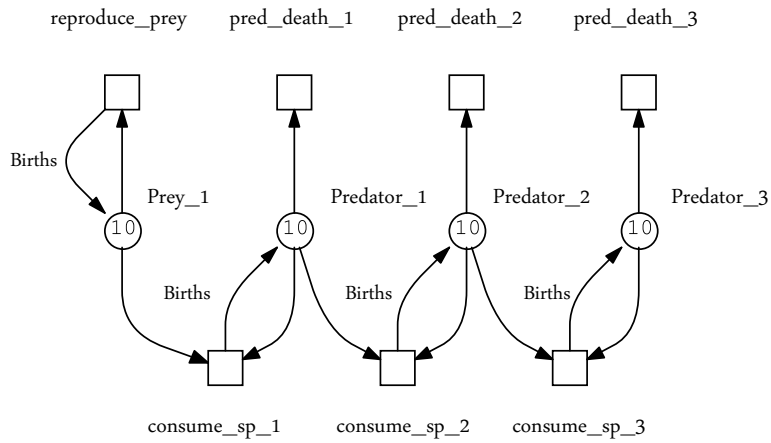 reproduce_prey pred_death_1 pred_death_2 pred_death_3
Births
Prey_1 Predator_1 Predator_2 Predator_3
10 10 10 10
Births Births Births
consume_sp_1 consume_sp_2 consume_sp_3